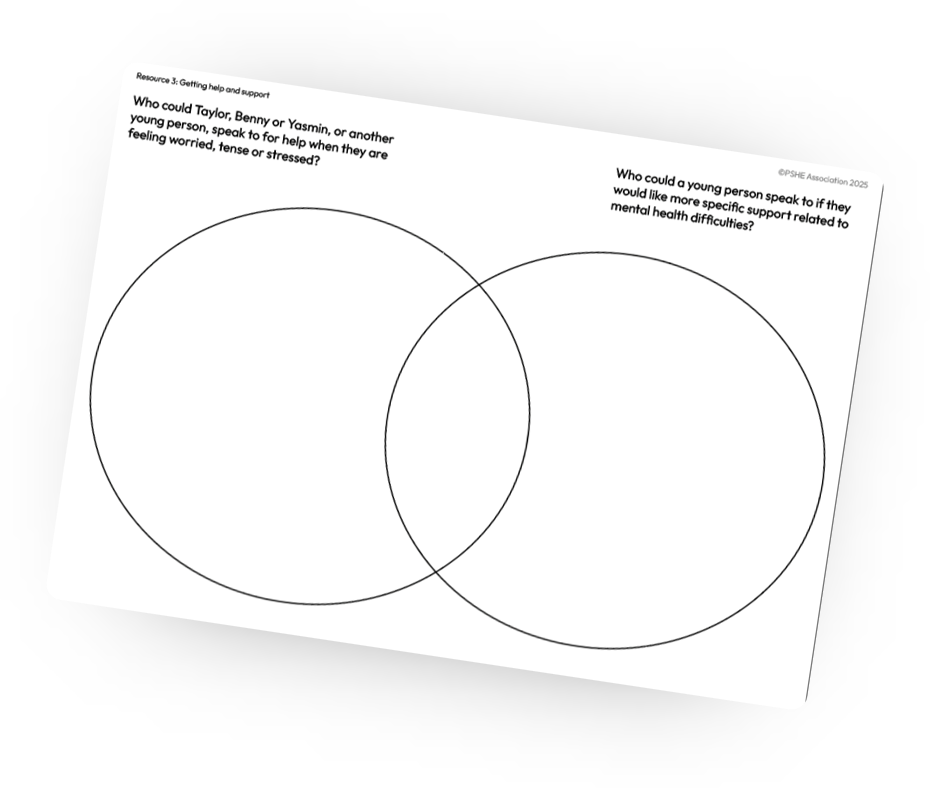 Resource 3: Getting help and support
Who could Taylor, Benny or Yasmin, or another
young person, speak to for help when they are
feeling worried, tense or stressed?
©PSHE Association 2025
Who could a young person speak to if they
would like more specific support related to
mental health difficulties?